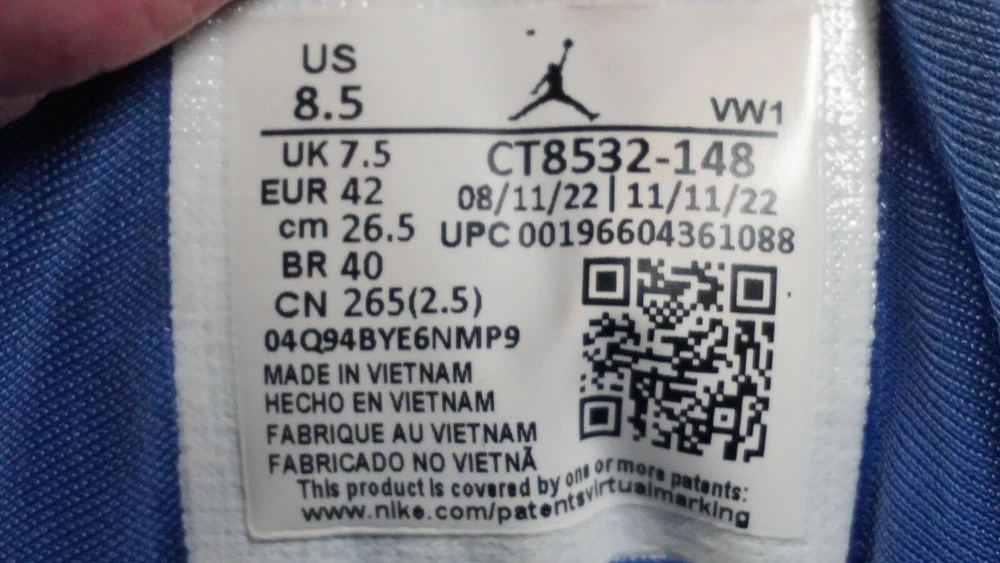 US
8.5
VW1
UK 7.5
EUR 42
cm 26.5
BR 40
CN 265(2.5)
CT8532-148
08/11/22 | 11/11/22
UPC 00196604361088
04Q94BYE6NMP9
MADE IN VIETNAM
HECHO EN VIETNAM
FABRIQUE AU VIETNAM
FABRICADO NO VIETNÃ
This product is covered by one or more patents:
www.nike.com/patentsvirtualmarking